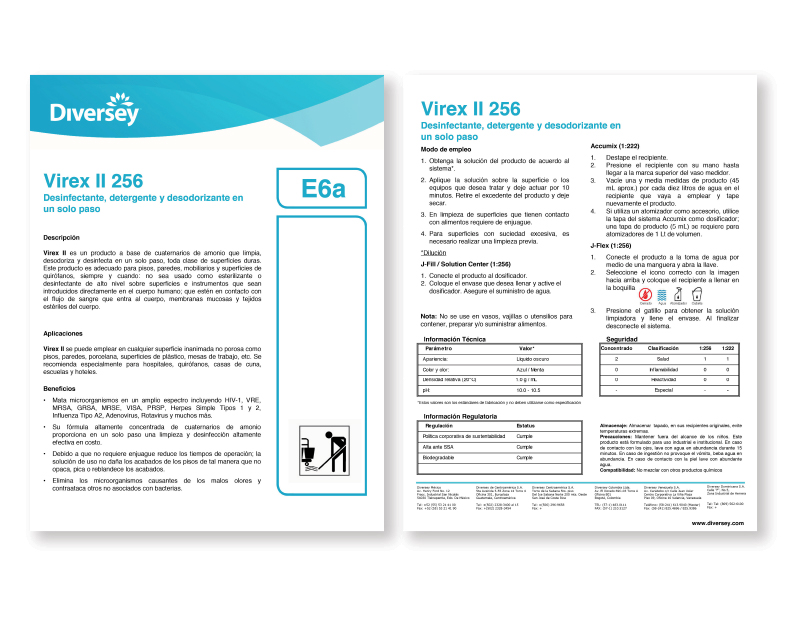 Diversey
Virex II 256
Desinfectante, detergente y desodorizante en
un solo paso
E6a
Descripción
Virex II es un producto a base de cuaternarios de amonio que limpia,
desodoriza y desinfecta en un solo paso, toda clase de superficies duras.
Este producto es adecuado para pisos, paredes, mobiliarios y superficies de
quirófanos, siempre y cuando: no sea usado como esterilizante o
desinfectante de alto nivel sobre superficies e instrumentos que sean
introducidos directamente en el cuerpo humano; que estén en contacto con
el flujo de sangre que entra al cuerpo, membranas mucosas y tejidos
estériles del cuerpo.
Aplicaciones
Virex II se puede emplear en cualquier superficie inanimada no porosa como
pisos, paredes, porcelana, superficies de plástico, mesas de trabajo, etc. Se
recomienda especialmente para hospitales, quirófanos, casas de cuna,
escuelas y hoteles.
Beneficios
• Mata microorganismos en un amplio espectro incluyendo HIV-1, VRE,
MRSA, GRSA, MRSE, VISA, PRSP, Herpes Simple Tipos 1 y 2,
Influenza Tipo A2, Adenovirus, Rotavirus y muchos más.
• Su fórmula altamente concentrada de cuaternarios de amonio
proporciona en un solo paso una limpieza y desinfección altamente
efectiva en costo.
• Debido a que no requiere enjuague reduce los tiempos de operación; la
solución de uso no daña los acabados de los pisos de tal manera que no
opaca, pica o reblandece los acabados.
• Elimina los microorganismos causantes de los malos olores y
contraataca otros no asociados con bacterias.
Virex II 256
Desinfectante, detergente y desodorizante en
un solo paso
Modo de empleo
1. Obtenga la solución del producto de acuerdo al
sistema*.
2. Aplique la solución sobre la superficie o los
equipos que desea tratar y deje actuar por 10
minutos. Retire el excedente del producto y deje
secar.
3. En limpieza de superficies que tienen contacto
con alimentos requiere de enjuague.
4. Para superficies con suciedad excesiva, es
necesario realizar una limpieza previa.
*Dilución
J-Fill / Solution Center (1:256)
1. Conecte el producto al dosificador.
2. Coloque el envase que desea llenar y active el
dosificador. Asegure el suministro de agua.
Nota: No se use en vasos, vajillas o utensilios para
contener, preparar y/o suministrar alimentos.
Accumix (1:222)
1. Destape el recipiente.
2. Presione el recipiente con su mano hasta
llegar a la marca superior del vaso medidor.
3. Vacíe una y media medidas de producto (45
mL aprox.) por cada diez litros de agua en el
recipiente que vaya a emplear y tape
nuevamente el producto.
4. Si utiliza un atomizador como accesorio, utilice
la tapa del sistema Accumix como dosificador;
una tapa de producto (5 mL) se requiere para
atomizadores de 1 Lt de volumen.
J-Flex (1:256)
1. Conecte el producto a la toma de agua por
medio de una manguera y abra la llave.
2. Seleccione el icono correcto con la imagen
hacia arriba y coloque el recipiente a llenar en
la boquilla
Cerrado Agua Atomizador Cubeta
3. Presione el gatillo para obtener la solución
limpiadora y llene el envase. Al finalizar
desconecte el sistema.
Información Técnica
Parámetro Valor*
Apariencia: Líquido oscuro
Color y olor: Azul / Menta
Densidad relativa (20°C) 1.0 g / mL
pH: 10.0 - 10.5
*Estos valores son los estándares de fabricación y no deben utilizarse como especificación
Seguridad
Concentrado Clasificación 1:256 1:222
2 Salud 1 1
0 Inflamabilidad 0 0
0 Reactividad 0 0
- Especial - -
Información Regulatoria
Regulación Estatus
Política corporativa de sustentabilidad Cumple
Alta ante SSA Cumple
Biodegradable Cumple
Almacenaje: Almacenar tapado, en sus recipientes originales, evite
temperaturas extremas.
Precauciones: Mantener fuera del alcance de los niños. Este
producto está formulado para uso industrial e institucional. En caso
de contacto con los ojos, lave con agua en abundancia durante 15
minutos. En caso de ingestión no provoque el vómito, beba agua en
abundancia. En caso de contacto con la piel lave con abundante
agua.
Compatibilidad: No mezclar con otros productos químicos
www.diversey.com